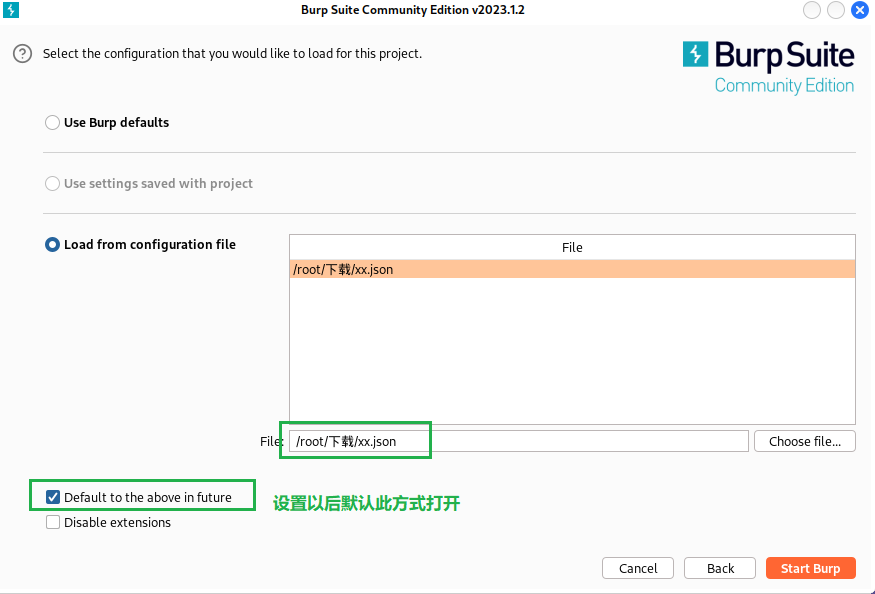 Burp Suite Community Edition v2023.1.2
Select the configuration that you would like to load for this project.
Burp Suite
Community Edition
Use Burp defaults
Use settings saved with project
Load from configuration file
File
/root/下载/xx.json
File: /root/下载/xx.json
Choose file...
Default to the above in future
设置以后默认此方式打开
Disable extensions
Cancel
Back
Start Burp